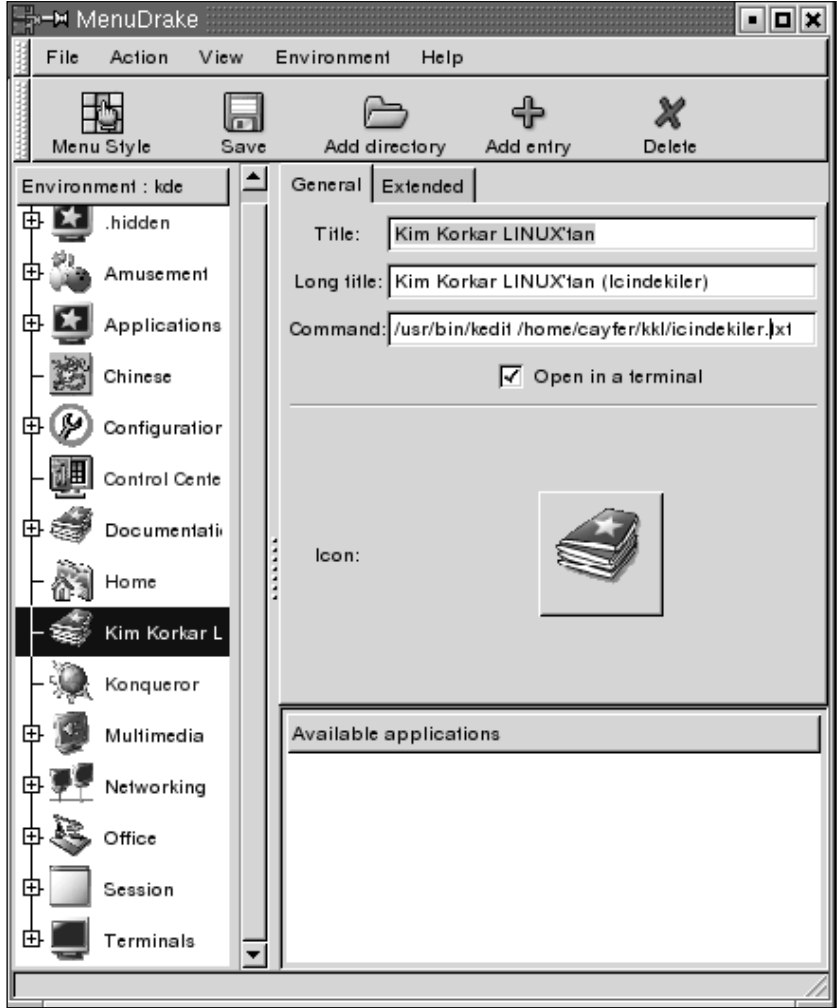 MenuDrake
File Action View Environment Help
Menu Style Save Add directory Add entry Delete
Environment : kde
.hidden
Amusement
Applications
Chinese
Configuration
Control Cente
Documentati
Home
Kim Korkar L
Konqueror
Multimedia
Networking
Office
Session
Terminals
General Extended
Title: Kim Korkar LINUX'tan
Long title: Kim Korkar LINUX'tan (Icindekiler)
Command: /usr/bin/kedit /home/cayfer/kkl/icindekiler.txt
Open in a terminal
Icon:
Available applications